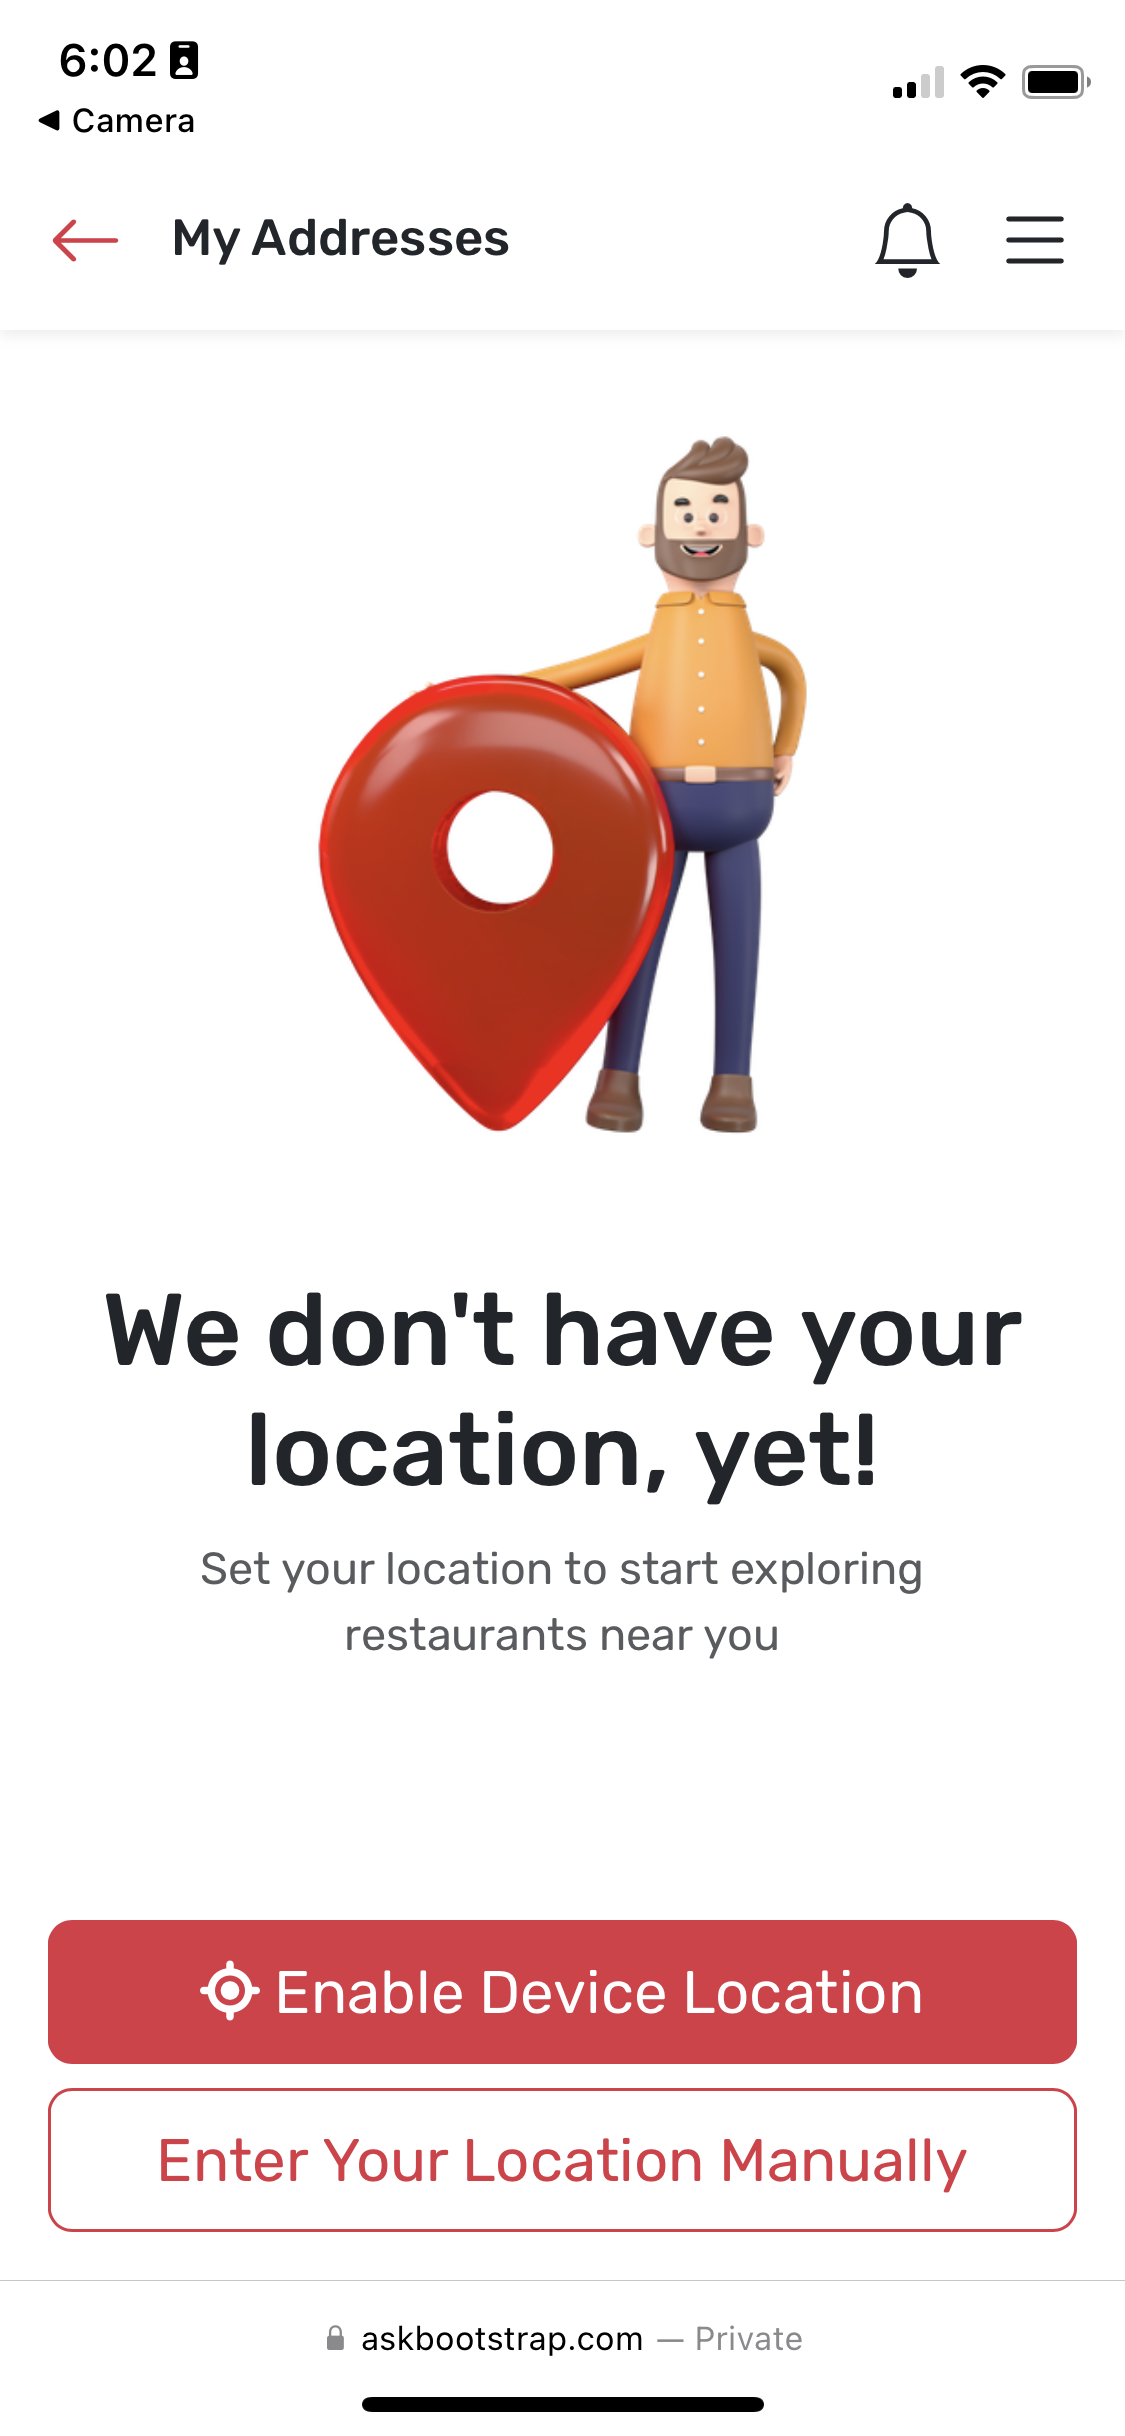 6:02
Camera
My Addresses
We don't have your
location, yet!
Set your location to start exploring
restaurants near you
Enable Device Location
Enter Your Location Manually
askbootstrap.com — Private